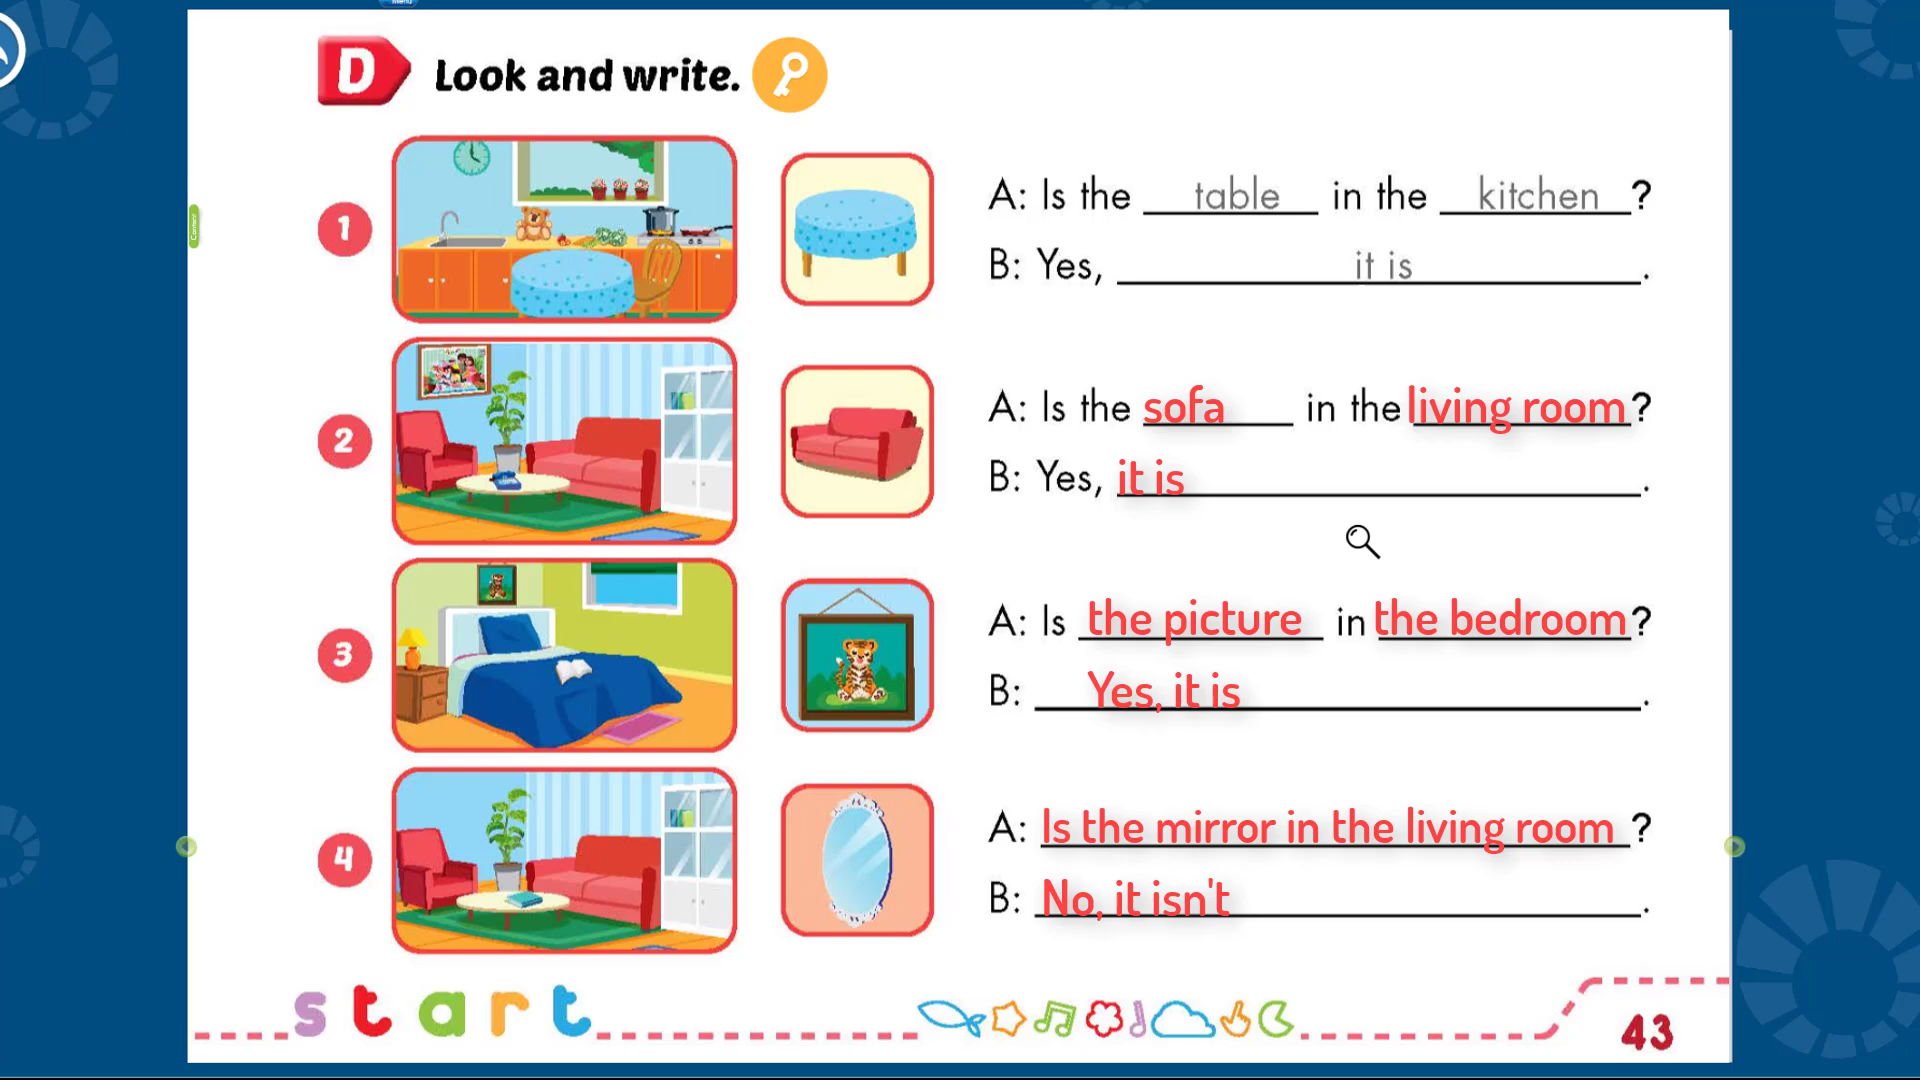 Menu
D Look and write.
Content
1
A: Is the table in the kitchen ?
B: Yes, it is .
2
A: Is the sofa in the living room ?
B: Yes, it is .
3
A: Is the picture in the bedroom ?
B: Yes, it is .
4
A: Is the mirror in the living room ?
B: No, it isn't .
start
43